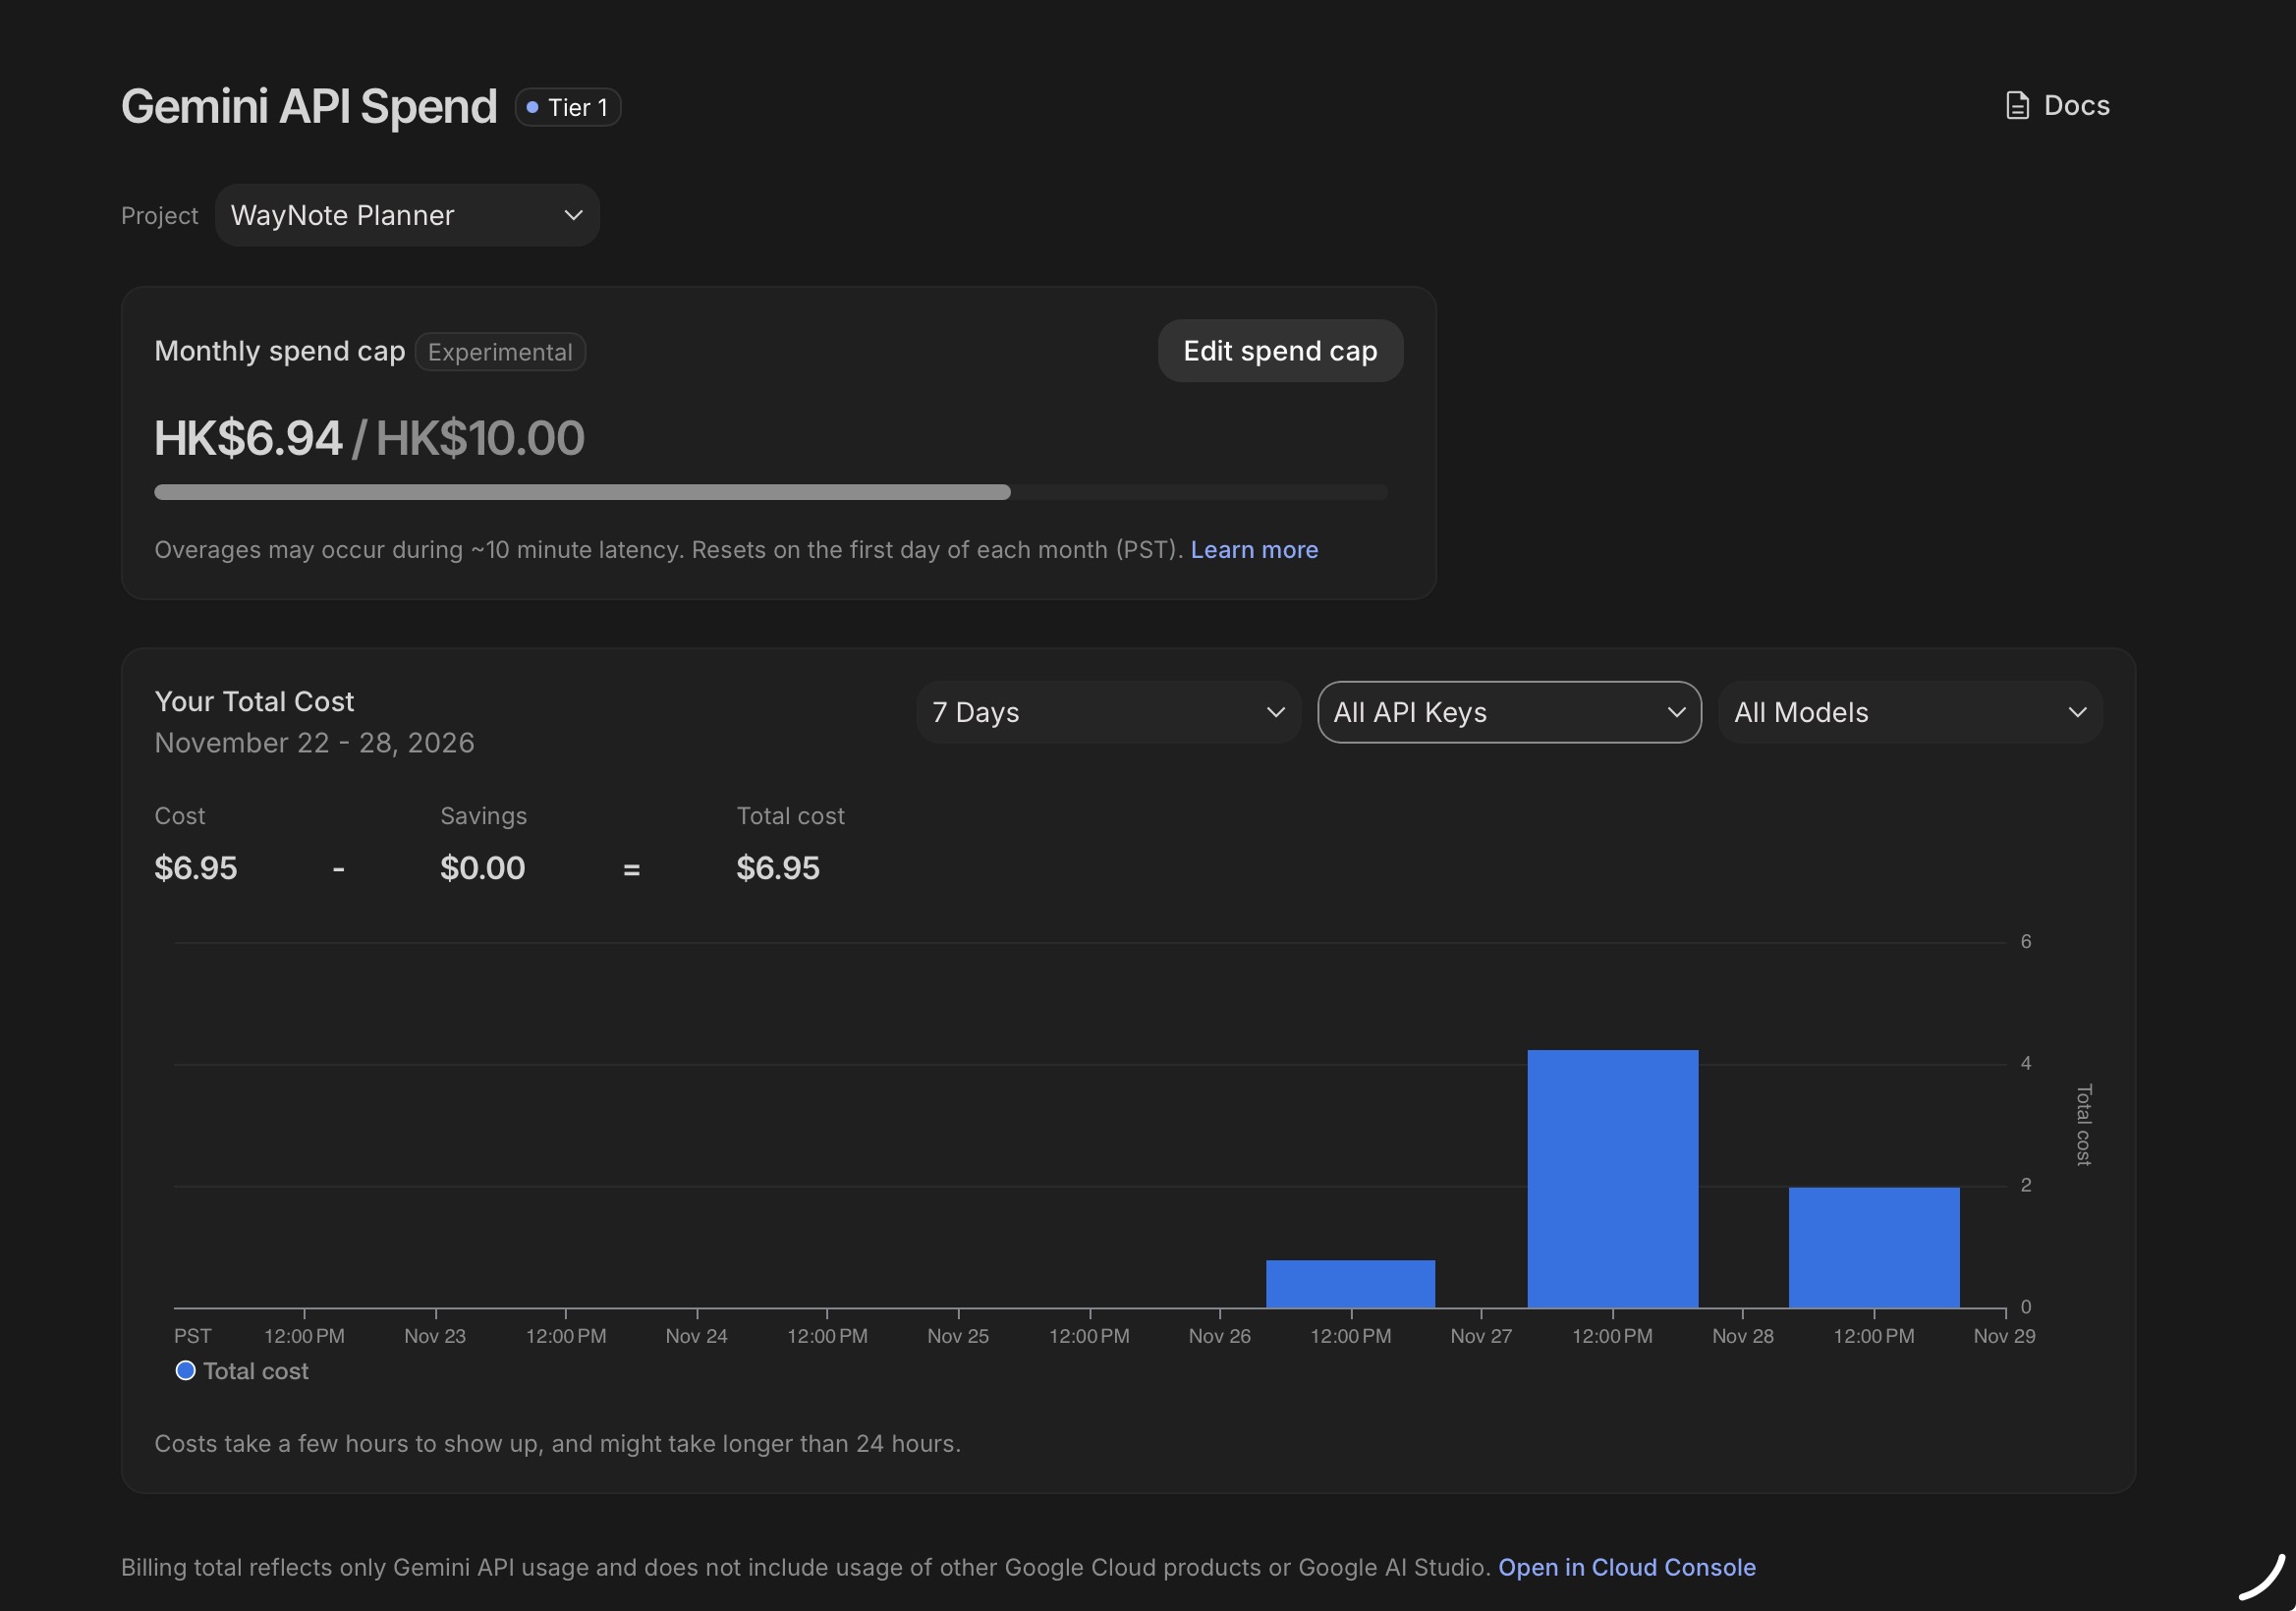 Gemini API Spend
Tier 1
Docs
Project
WayNote Planner
Monthly spend cap
Experimental
Edit spend cap
HK$6.94 / HK$10.00
Overages may occur during ~10 minute latency. Resets on the first day of each month (PST). Learn more
Your Total Cost
November 22 - 28, 2026
7 Days
All API Keys
All Models
Cost
Savings
Total cost
$6.95 - $0.00 = $6.95
6
4
2
0
Total cost
PST 12:00 PM Nov 23 12:00 PM Nov 24 12:00 PM Nov 25 12:00 PM Nov 26 12:00 PM Nov 27 12:00 PM Nov 28 12:00 PM Nov 29
Total cost
Costs take a few hours to show up, and might take longer than 24 hours.
Billing total reflects only Gemini API usage and does not include usage of other Google Cloud products or Google AI Studio. Open in Cloud Console